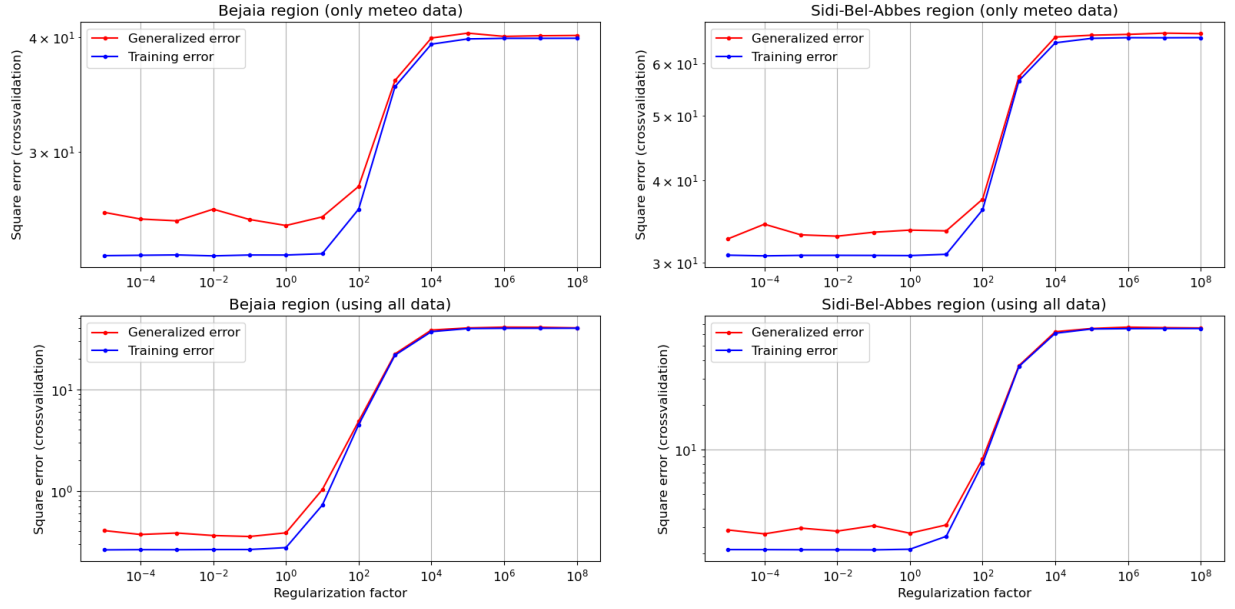 Bejaia region (only meteo data)
Square error (crossvalidation)
4 × 10¹
3 × 10¹
Generalized error
Training error
10⁻⁴ 10⁻² 10⁰ 10² 10⁴ 10⁶ 10⁸
Sidi-Bel-Abbes region (only meteo data)
Square error (crossvalidation)
6 × 10¹
5 × 10¹
4 × 10¹
3 × 10¹
Generalized error
Training error
10⁻⁴ 10⁻² 10⁰ 10² 10⁴ 10⁶ 10⁸
Bejaia region (using all data)
Square error (crossvalidation)
10¹
10⁰
Generalized error
Training error
10⁻⁴ 10⁻² 10⁰ 10² 10⁴ 10⁶ 10⁸
Regularization factor
Sidi-Bel-Abbes region (using all data)
Square error (crossvalidation)
10¹
Generalized error
Training error
10⁻⁴ 10⁻² 10⁰ 10² 10⁴ 10⁶ 10⁸
Regularization factor